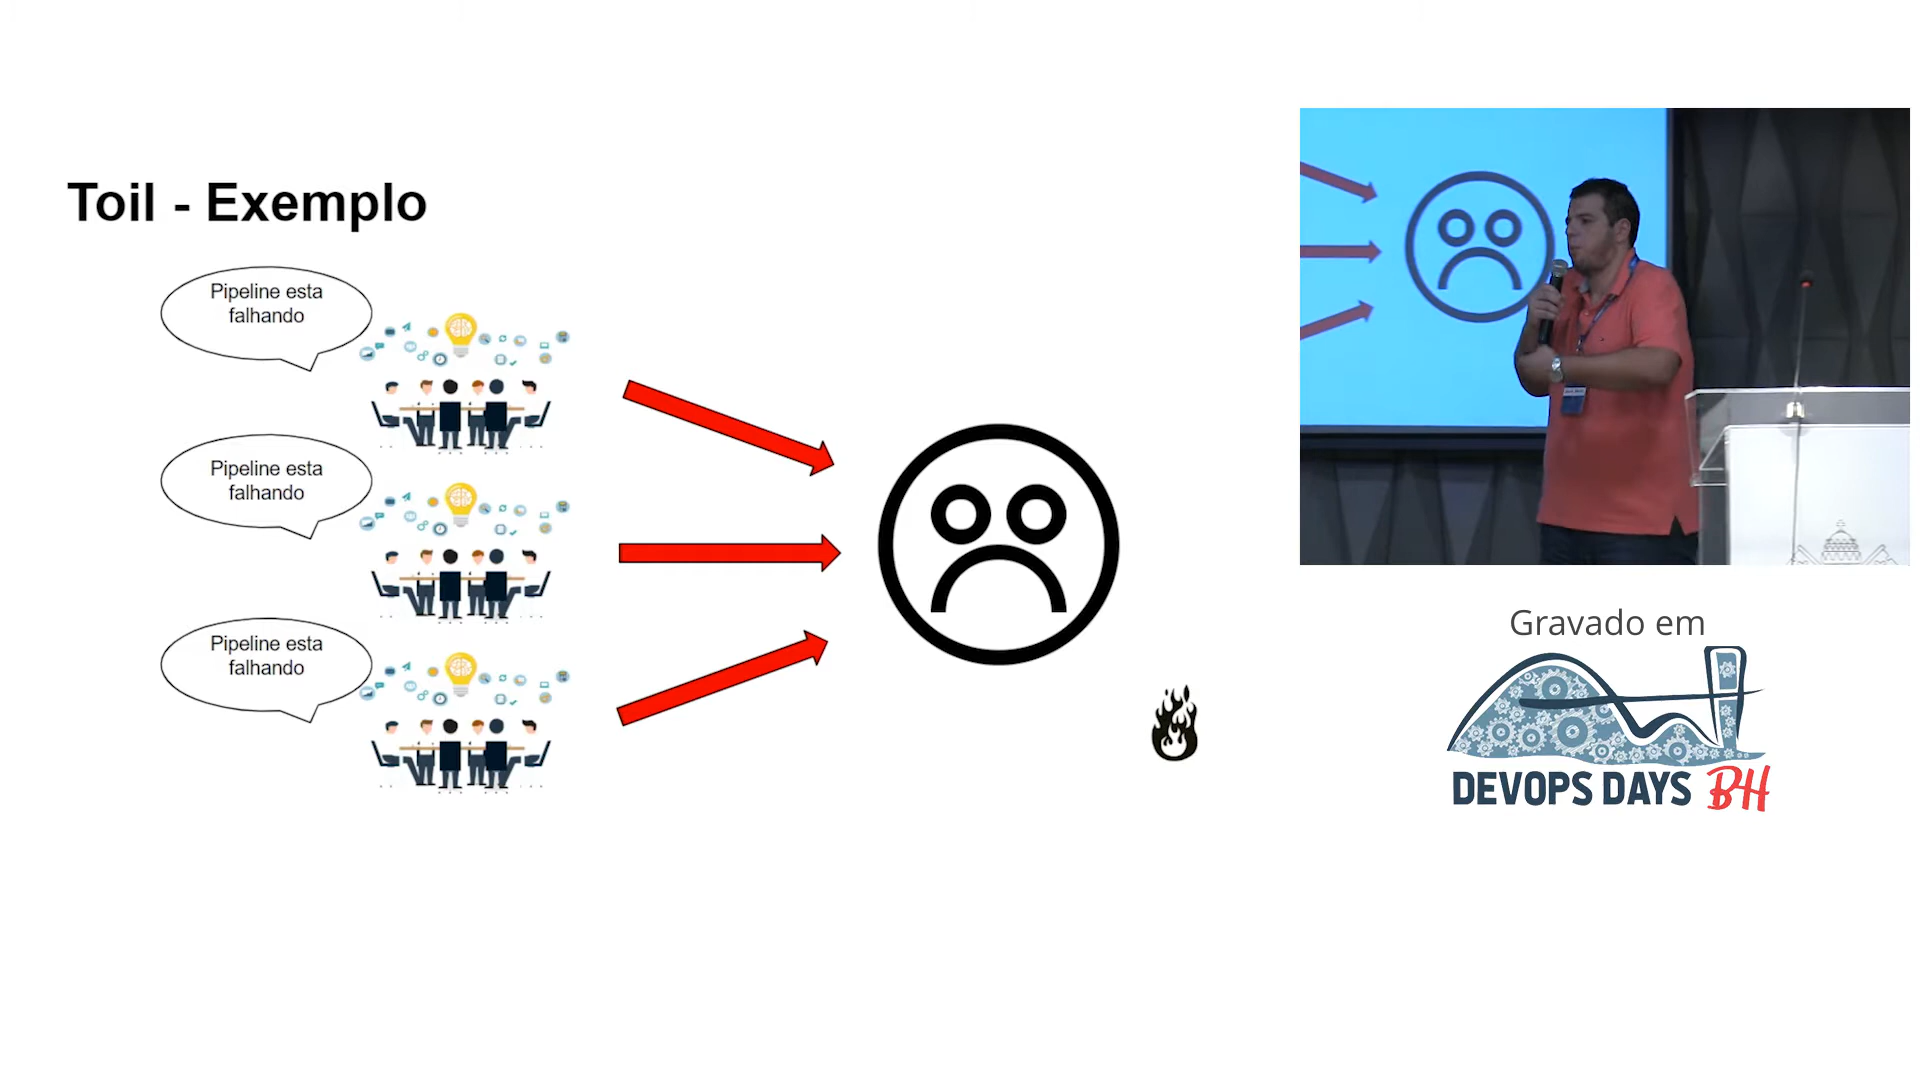 Toil - Exemplo
Pipeline esta
falhando
Pipeline esta
falhando
Pipeline esta
falhando
Gravado em
DEVOPS DAYS BH